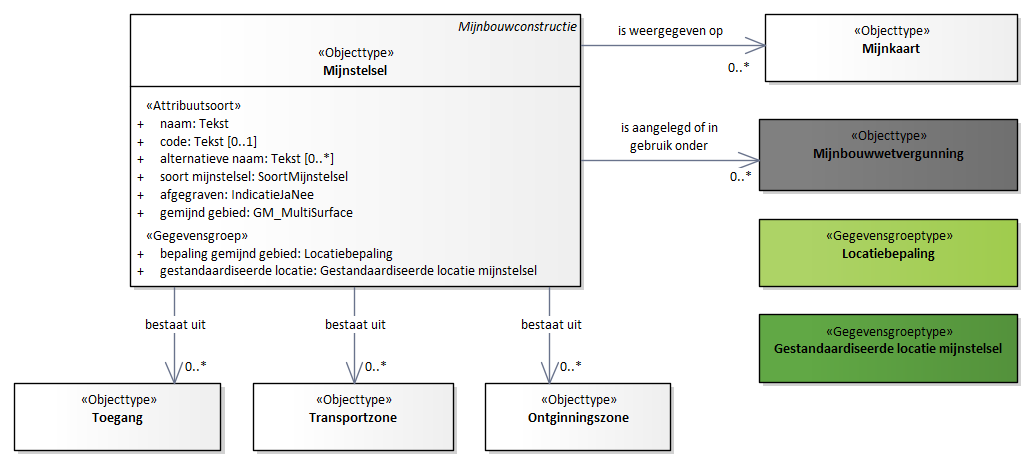 Mijnbouwconstructie
«Objecttype»
Mijnstelsel
«Attribuutsoort»
+ naam: Tekst
+ code: Tekst [0..1]
+ alternatieve naam: Tekst [0..*]
+ soort mijnstelsel: SoortMijnstelsel
+ afgegraven: IndicatieJaNee
+ gemijnd gebied: GM_MultiSurface
«Gegevensgroep»
+ bepaling gemijnd gebied: Locatiebepaling
+ gestandaardiseerde locatie: Gestandaardiseerde locatie mijnstelsel
is weergegeven op
0..*
«Objecttype»
Mijnkaart
is aangelegd of in
gebruik onder
0..*
«Objecttype»
Mijnbouwwetvergunning
«Gegevensgroeptype»
Locatiebepaling
«Gegevensgroeptype»
Gestandaardiseerde locatie mijnstelsel
bestaat uit
0..*
«Objecttype»
Toegang
bestaat uit
0..*
«Objecttype»
Transportzone
bestaat uit
0..*
«Objecttype»
Ontginningszone